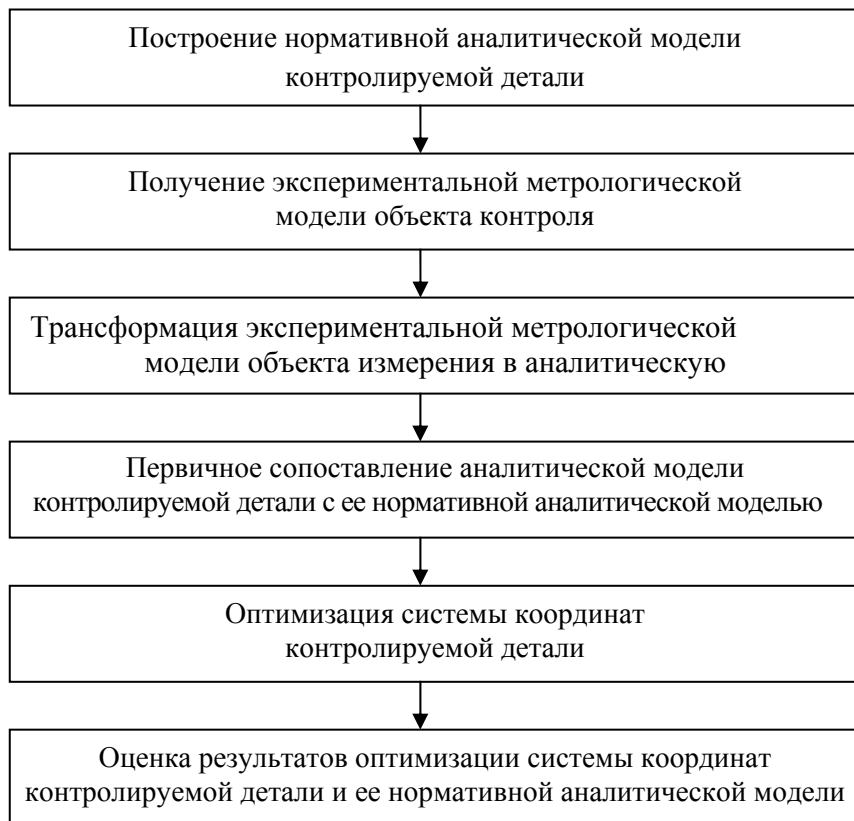 Построение нормативной аналитической модели
контролируемой детали
Получение экспериментальной метрологической
модели объекта контроля
Трансформация экспериментальной метрологической
модели объекта измерения в аналитическую
Первичное сопоставление аналитической модели
контролируемой детали с ее нормативной аналитической моделью
Оптимизация системы координат
контролируемой детали
Оценка результатов оптимизации системы координат
контролируемой детали и ее нормативной аналитической модели